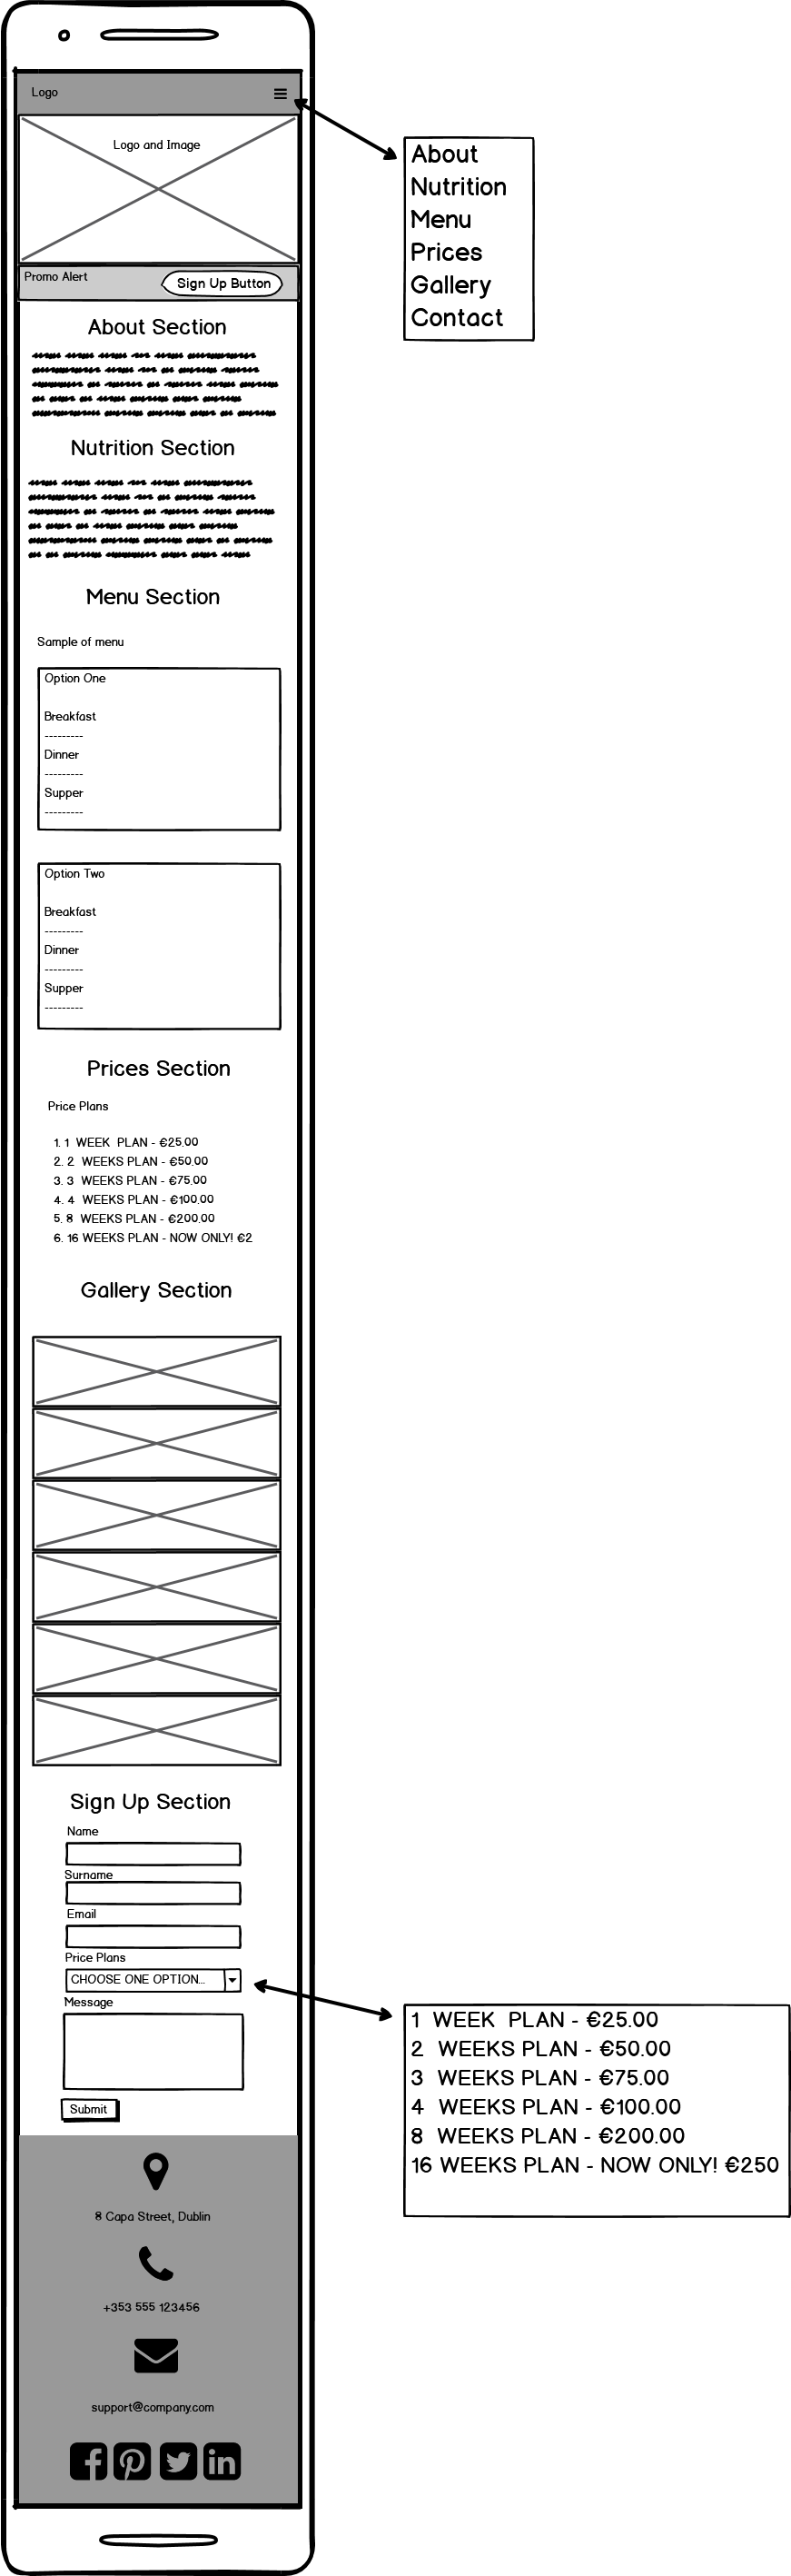 Logo
Logo and Image
Promo Alert
Sign Up Button
About
Nutrition
Menu
Prices
Gallery
Contact
About Section
Nutrition Section
Menu Section
Sample of menu
Option One
Breakfast
---------
Dinner
---------
Supper
---------
Option Two
Breakfast
---------
Dinner
---------
Supper
---------
Prices Section
Price Plans
1. 1  WEEK  PLAN - €25.00
2. 2  WEEKS PLAN - €50.00
3. 3  WEEKS PLAN - €75.00
4. 4  WEEKS PLAN - €100.00
5. 8  WEEKS PLAN - €200.00
6. 16 WEEKS PLAN - NOW ONLY! €2
Gallery Section
Sign Up Section
Name
Surname
Email
Price Plans
CHOOSE ONE OPTION...
Message
Submit
1  WEEK  PLAN - €25.00
2  WEEKS PLAN - €50.00
3  WEEKS PLAN - €75.00
4  WEEKS PLAN - €100.00
8  WEEKS PLAN - €200.00
16 WEEKS PLAN - NOW ONLY! €250
8 Capa Street, Dublin
+353 555 123456
support@company.com